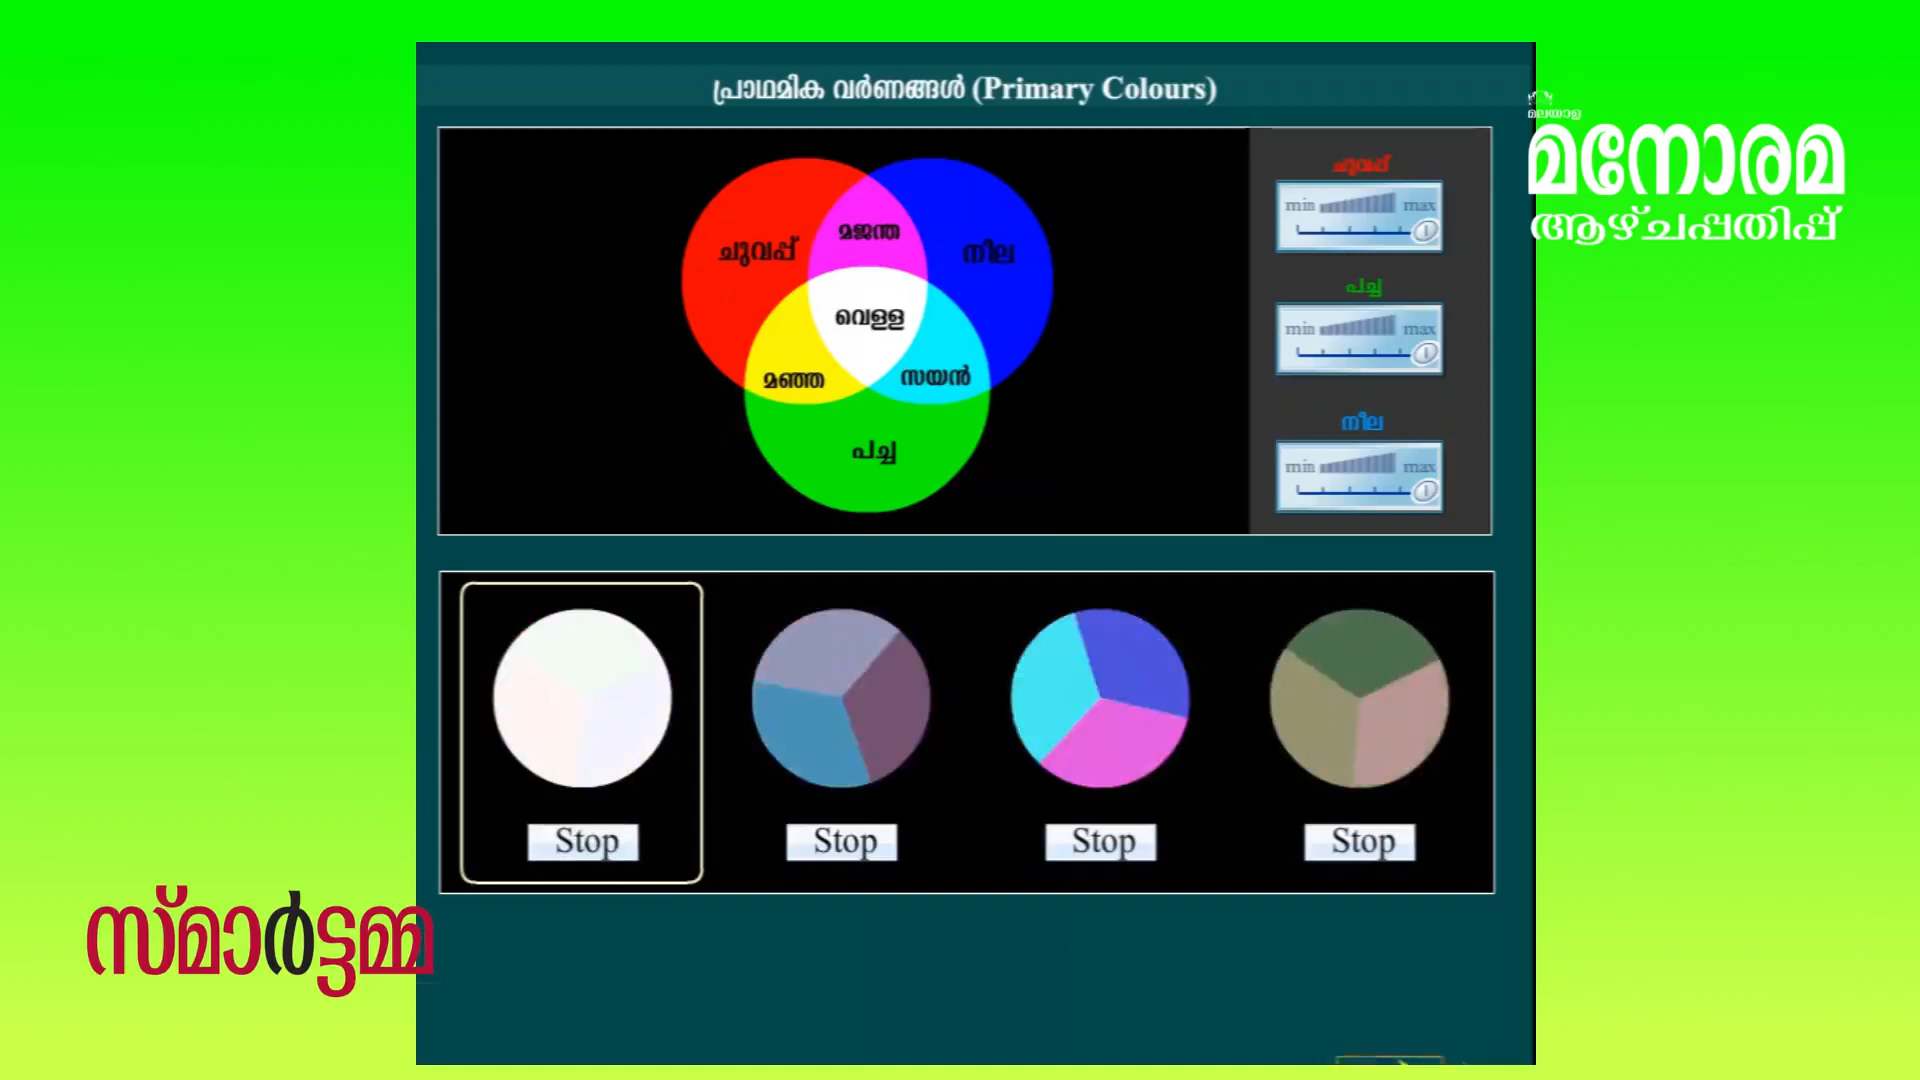 പ്രാഥമിക വർണങ്ങൾ (Primary Colours)
മലയാള
മനോരമ
ആഴ്ചപ്പതിപ്പ്
ചുവപ്പ്
min max
പച്ച
min max
നീല
min max
ചുവപ്പ്
മജന്ത
നീല
വെള്ള
മഞ്ഞ
സയൻ
പച്ച
Stop Stop Stop Stop
സ്മാർട്ടമ്മ